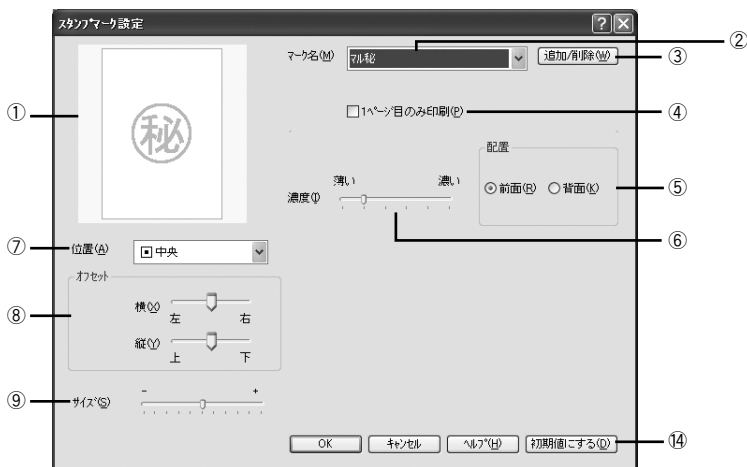 スタンプマーク設定
② マーク名(M) マル秘 追加/削除(W) ③
① 秘
1ページ目のみ印刷(P) ④
配置
薄い 濃い
濃度(I) 前面(R) 背面(K) ⑤
⑥
⑦ 位置(A) 中央
オフセット
⑧ 横(X)
左 右
縦(Y)
上 下
- +
⑨ サイズ(S)
OK キャンセル ヘルプ(H) 初期値にする(D) ⑭